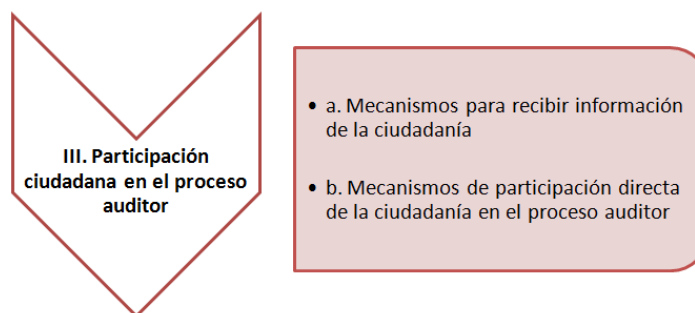 III. Participación
ciudadana en el proceso
auditor
• a. Mecanismos para recibir información
de la ciudadanía
• b. Mecanismos de participación directa
de la ciudadanía en el proceso auditor